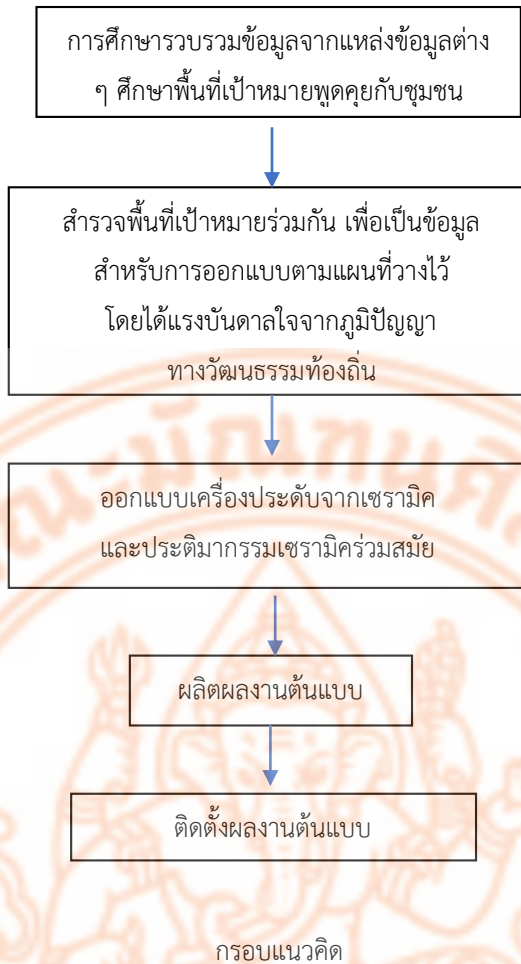 การศึกษารวบรวมข้อมูลจากแหล่งข้อมูลต่าง
ๆ ศึกษาพื้นที่เป้าหมายพูดคุยกับชุมชน
สำรวจพื้นที่เป้าหมายร่วมกัน เพื่อเป็นข้อมูล
สำหรับการออกแบบตามแผนที่วางไว้
โดยได้แรงบันดาลใจจากภูมิปัญญา
ทางวัฒนธรรมท้องถิ่น
ออกแบบเครื่องประดับจากเซรามิค
และประติมากรรมเซรามิคร่วมสมัย
ผลิตผลงานต้นแบบ
ติดตั้งผลงานต้นแบบ
กรอบแนวคิด